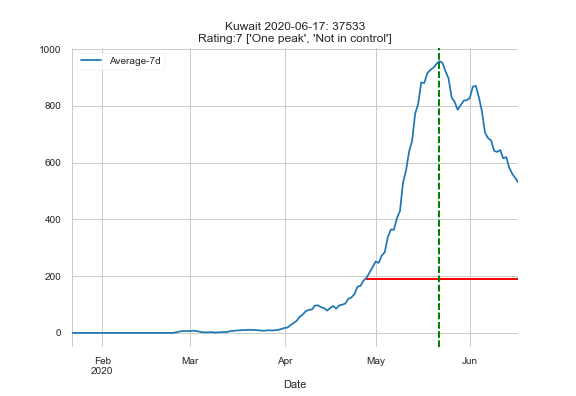 Kuwait 2020-06-17: 37533
Rating:7 ['One peak', 'Not in control']
Average-7d
1000
800
600
400
200
0
Feb
2020
Mar
Apr
May
Jun
Date